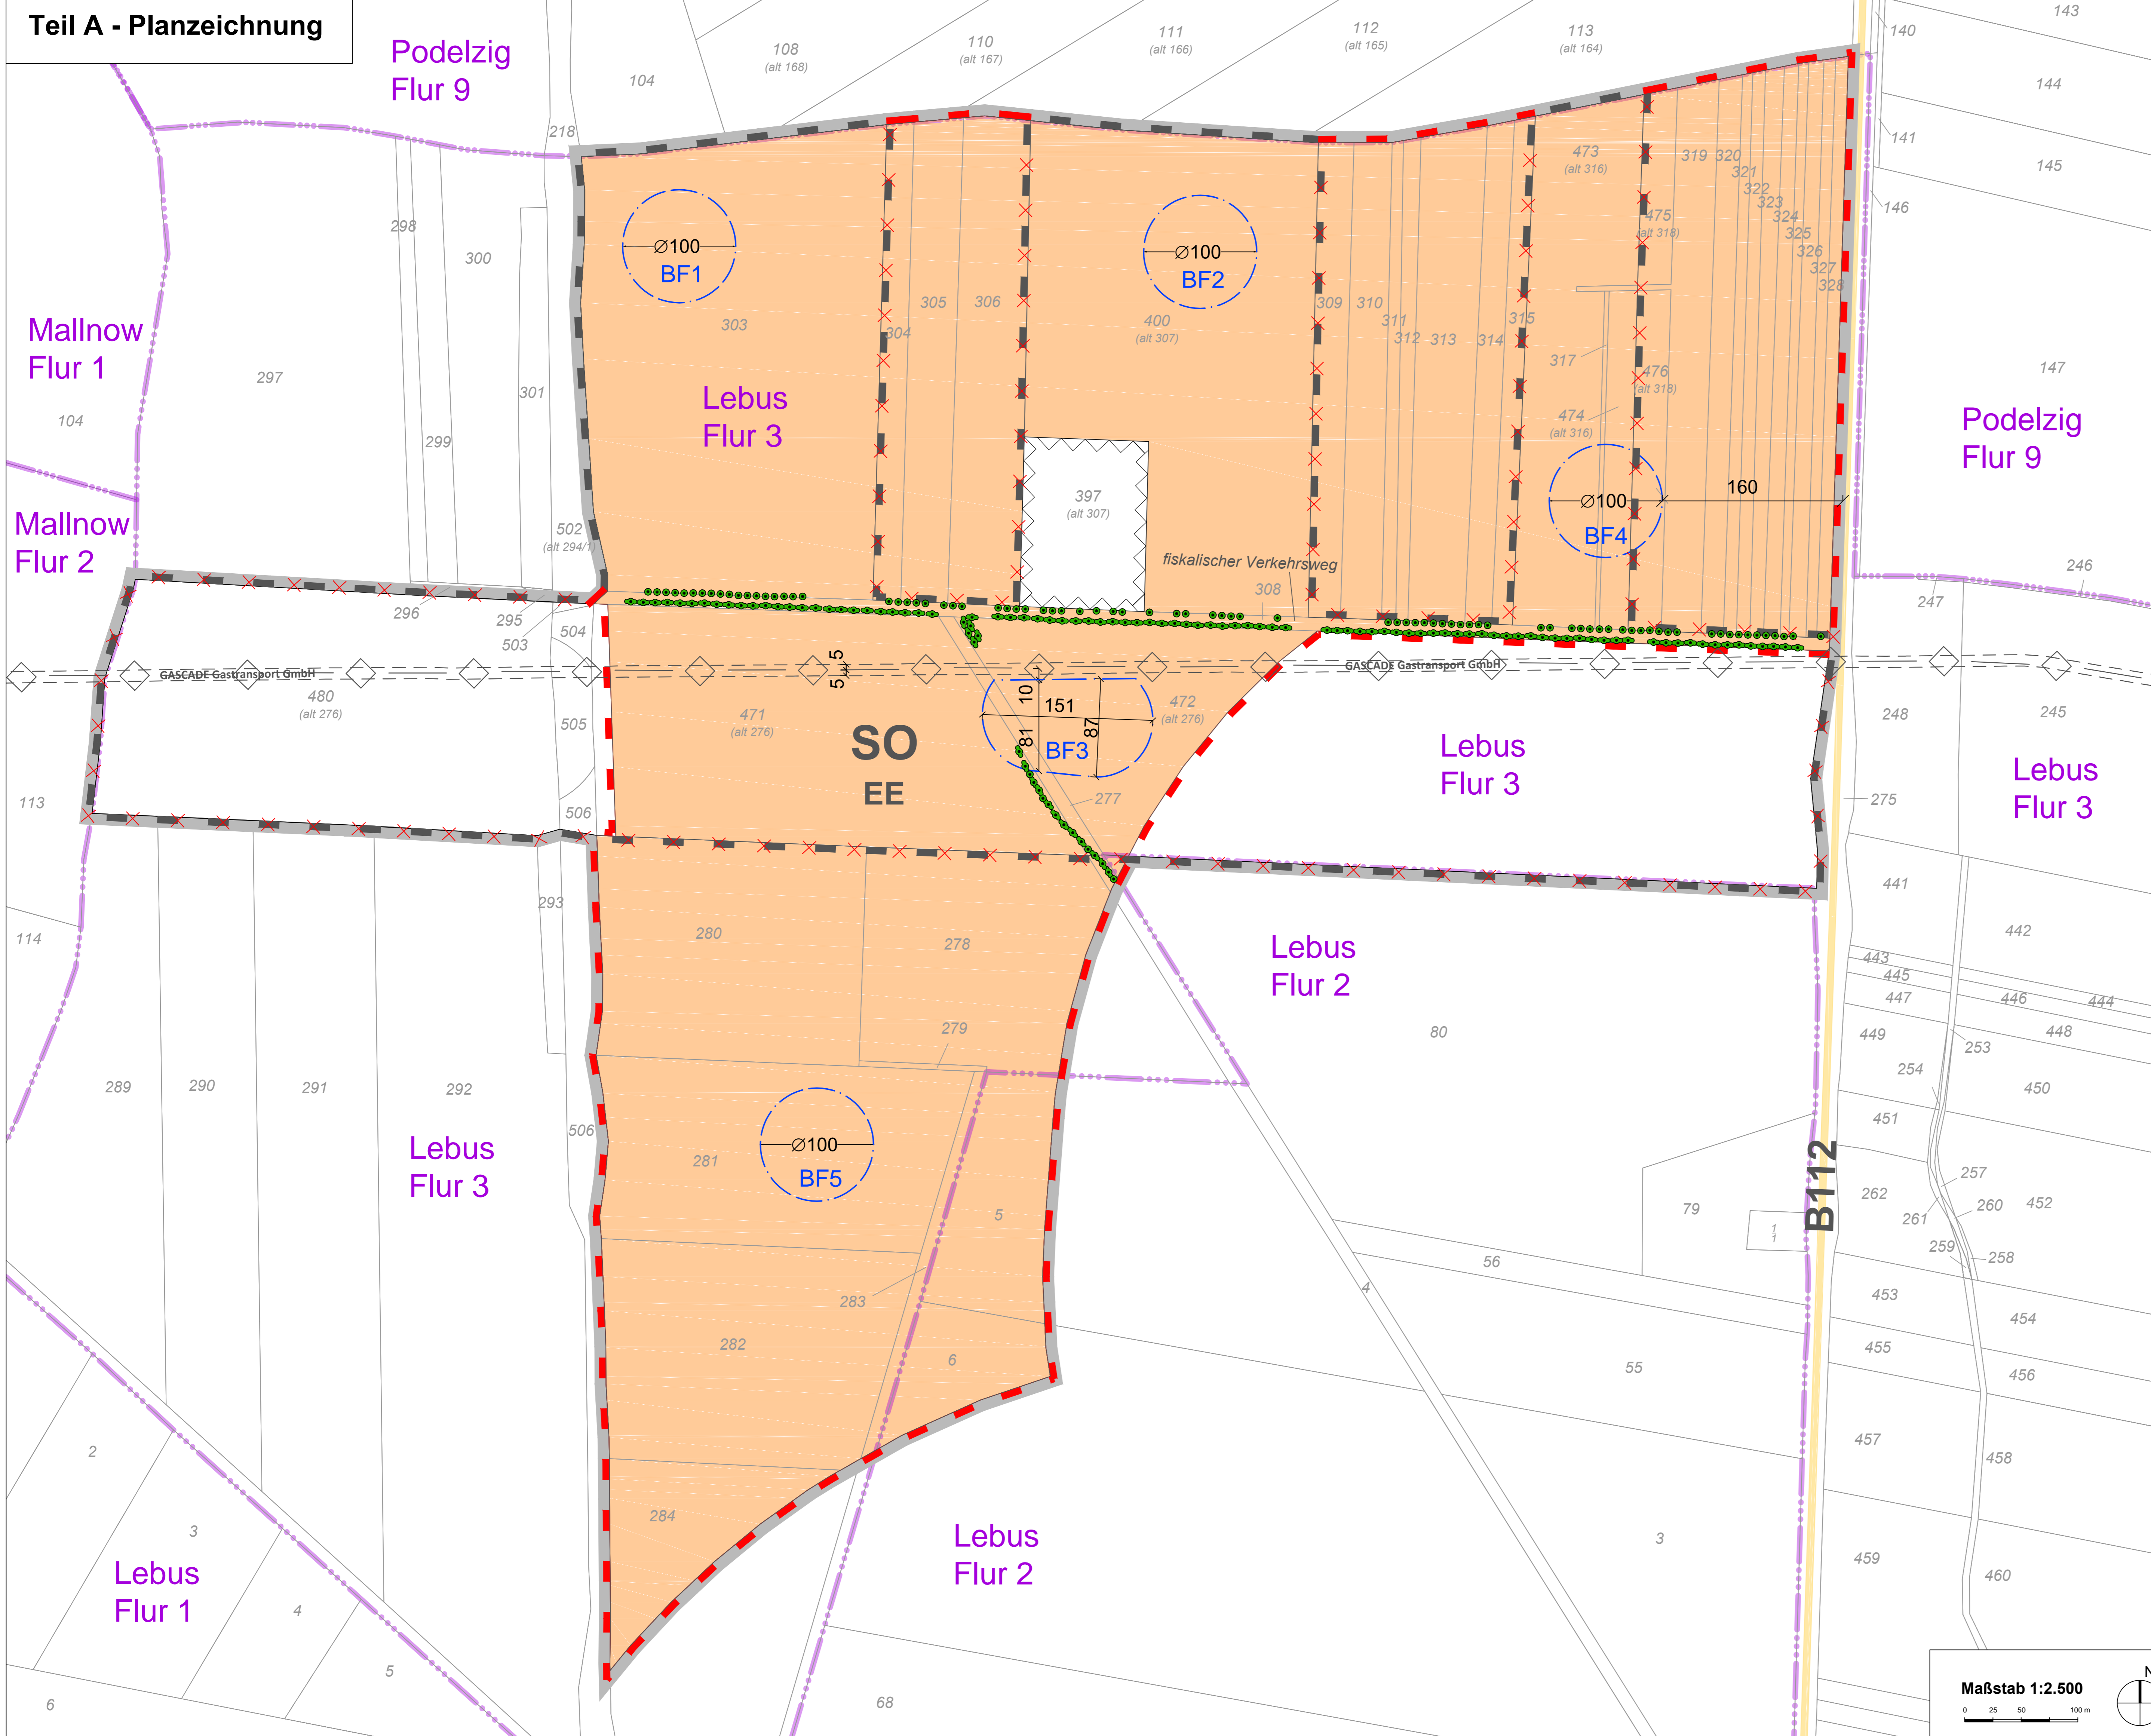 Teil A - Planzeichnung
Podelzig
Flur 9
104
108
(alt 168)
110
(alt 167)
111
(alt 166)
112
(alt 165)
113
(alt 164)
143
140
144
141
145
146
147
218
298
300
297
301
299
Mallnow
Flur 1
104
Mallnow
Flur 2
502
(alt 294/1)
296
295
503
504
505
506
Ø100
BF1
303
304
305
306
Lebus
Flur 3
Ø100
BF2
400
(alt 307)
397
(alt 307)
309
310
311
312
313
314
315
473
(alt 316)
317
474
(alt 316)
475
(alt 318)
476
(alt 318)
319
320
321
322
323
324
325
326
327
328
Ø100
BF4
160
Podelzig
Flur 9
246
247
fiskalischer Verkehrsweg
308
GASCADE Gastransport GmbH
GASCADE Gastransport GmbH
480
(alt 276)
5
5
471
(alt 276)
SO
EE
10
151
81
87
BF3
472
(alt 276)
277
Lebus
Flur 3
248
245
275
Lebus
Flur 3
113
114
293
280
278
279
Lebus
Flur 2
80
441
442
443
445
447
446
444
449
448
253
254
450
451
289
290
291
292
506
Lebus
Flur 3
281
Ø100
BF5
5
283
282
6
284
B112
79
1
1
56
4
55
3
257
262
260
452
261
259
258
453
454
455
456
457
458
459
460
2
3
Lebus
Flur 1
4
5
6
Lebus
Flur 2
68
Maßstab 1:2.500
0 25 50 100 m